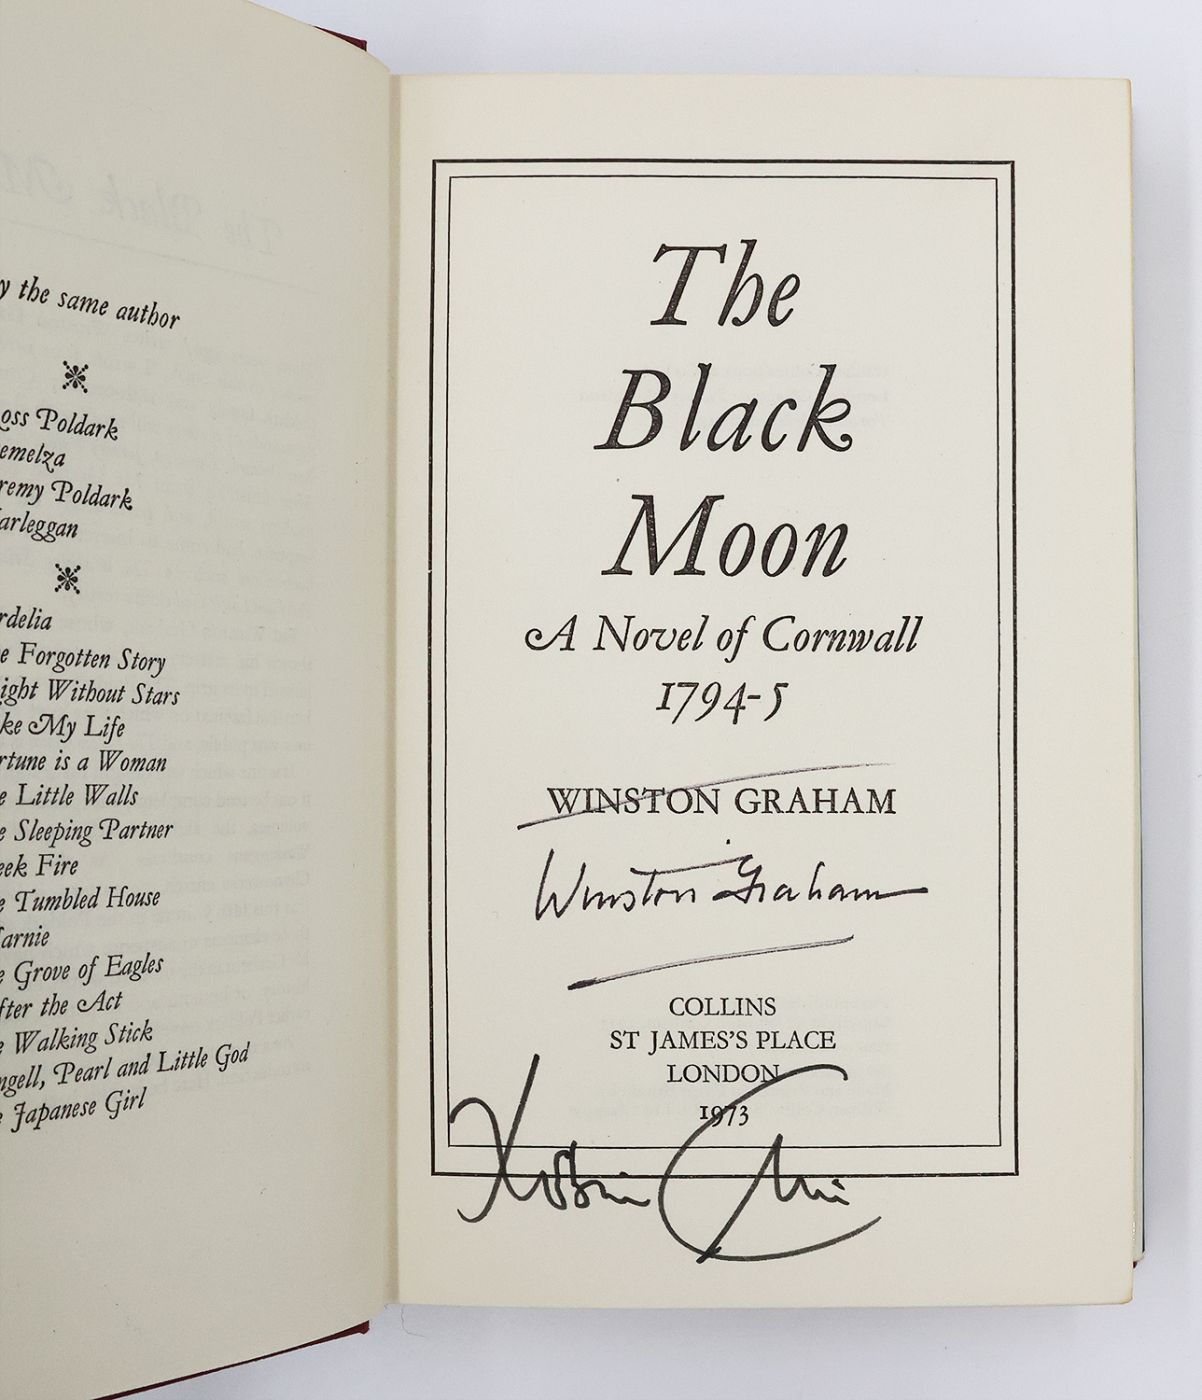 y the same author
oss Poldark
emelza
remy Poldark
arleggan
rdelia
e Forgotten Story
ight Without Stars
ke My Life
rtune is a Woman
e Little Walls
e Sleeping Partner
eek Fire
e Tumbled House
arnie
e Grove of Eagles
fter the Act
e Walking Stick
ngell, Pearl and Little God
e Japanese Girl
The
Black
Moon
A Novel of Cornwall
1794-5
WINSTON GRAHAM
Winston Graham
COLLINS
ST JAMES'S PLACE
LONDON
1973
Robin